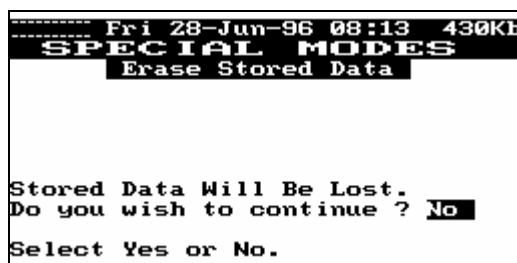 Fri 28-Jun-96 08:13 430Kb
SPECIAL MODES
Erase Stored Data
Stored Data Will Be Lost.
Do you wish to continue ? No
Select Yes or No.